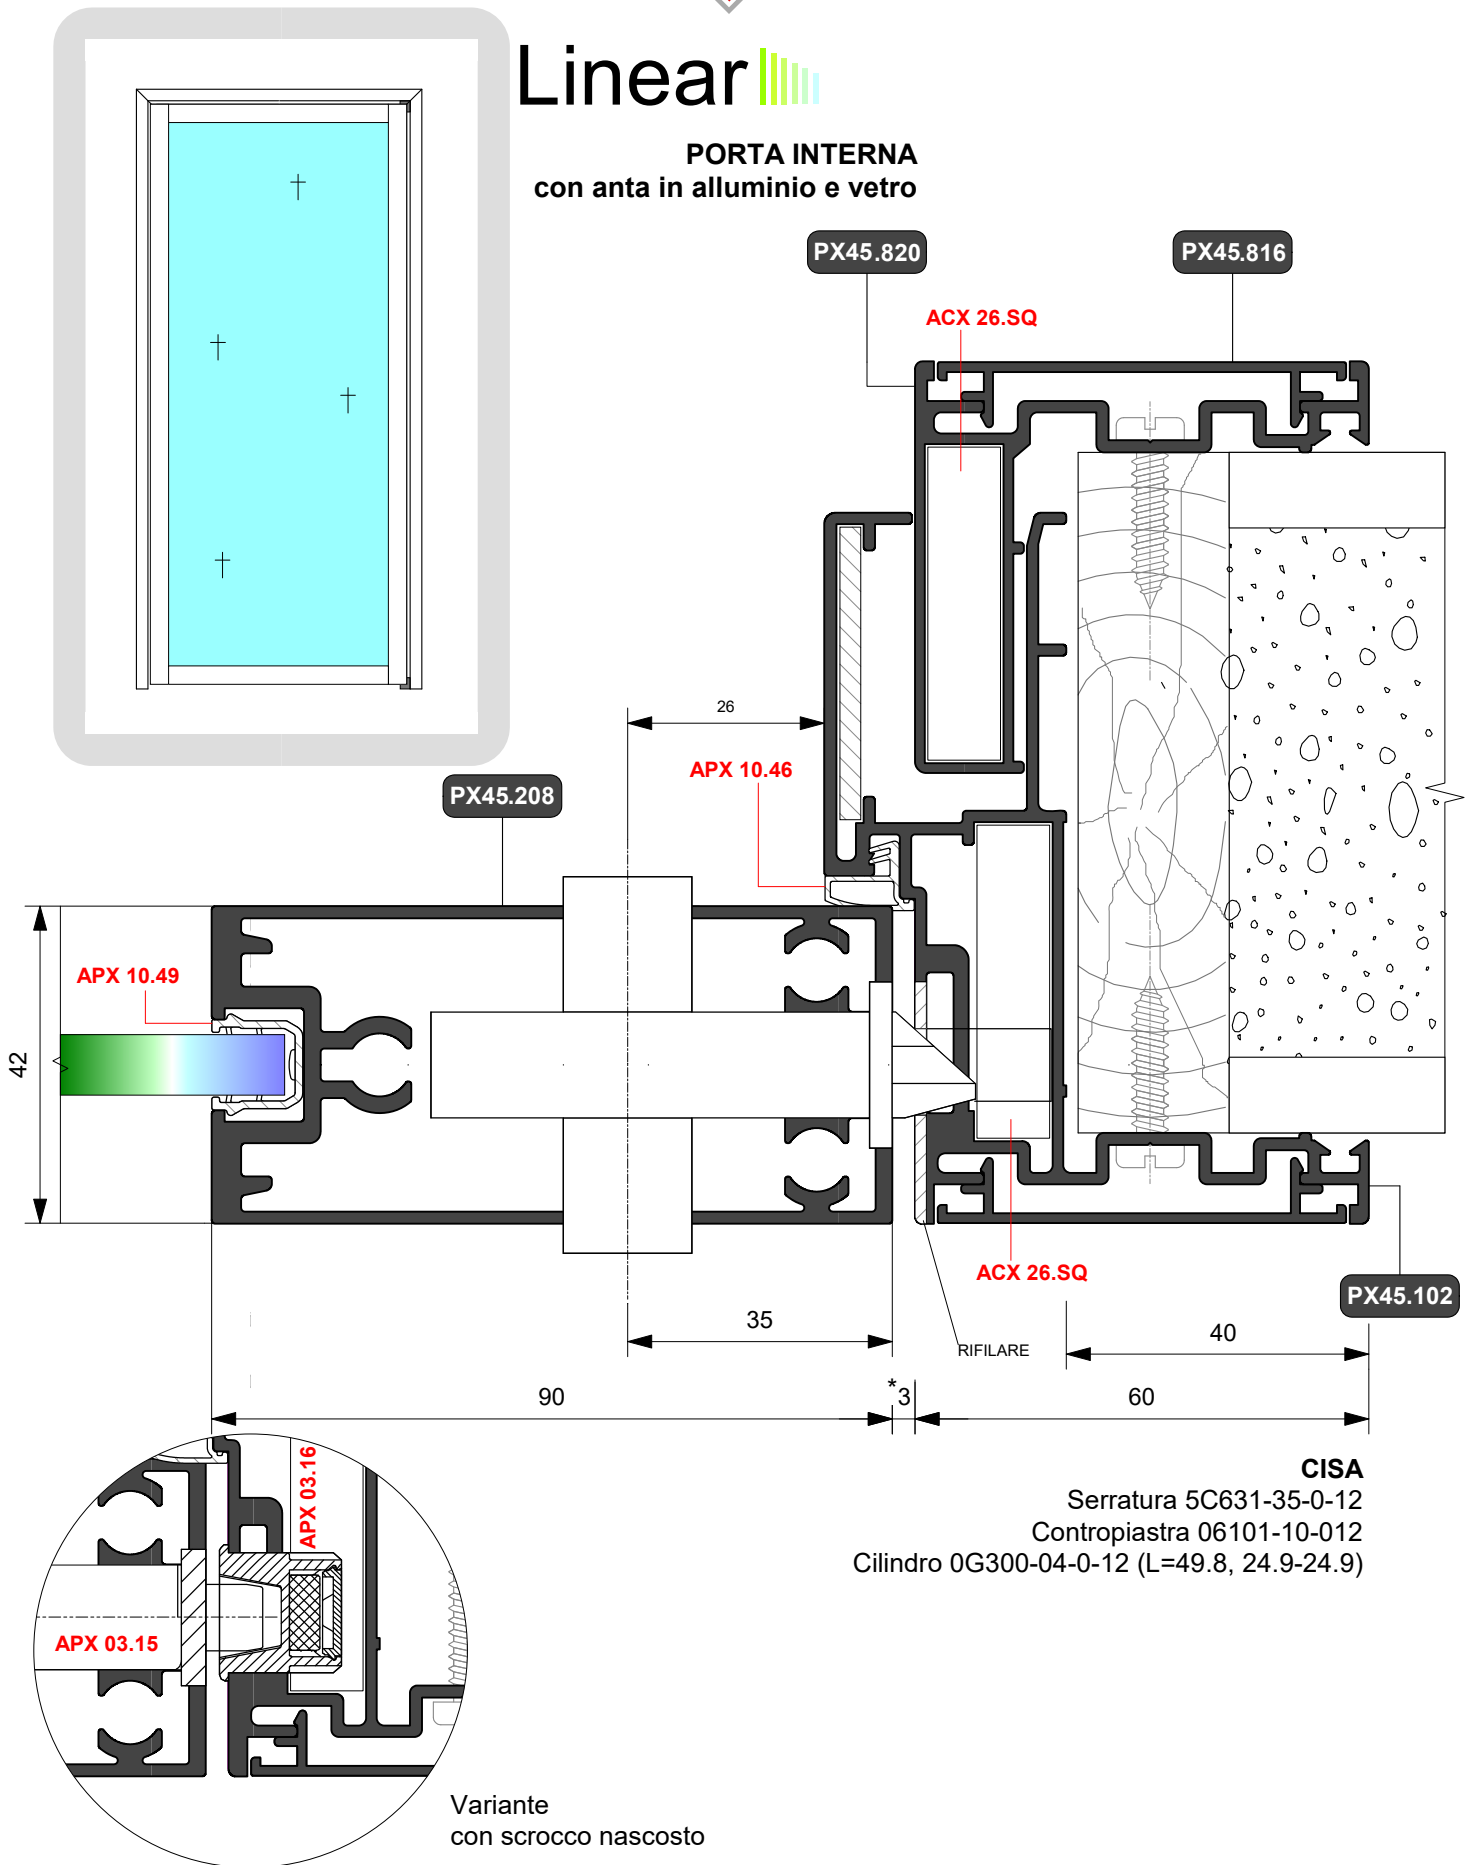 Linear
PORTA INTERNA
con anta in alluminio e vetro
PX45.820
PX45.816
ACX 26.SQ
26
APX 10.46
PX45.208
APX 10.49
42
ACX 26.SQ
PX45.102
35
RIFILARE
40
90
*3
60
CISA
Serratura 5C631-35-0-12
Contropiastra 06101-10-012
Cilindro 0G300-04-0-12 (L=49.8, 24.9-24.9)
APX 03.16
APX 03.15
Variante
con scrocco nascosto